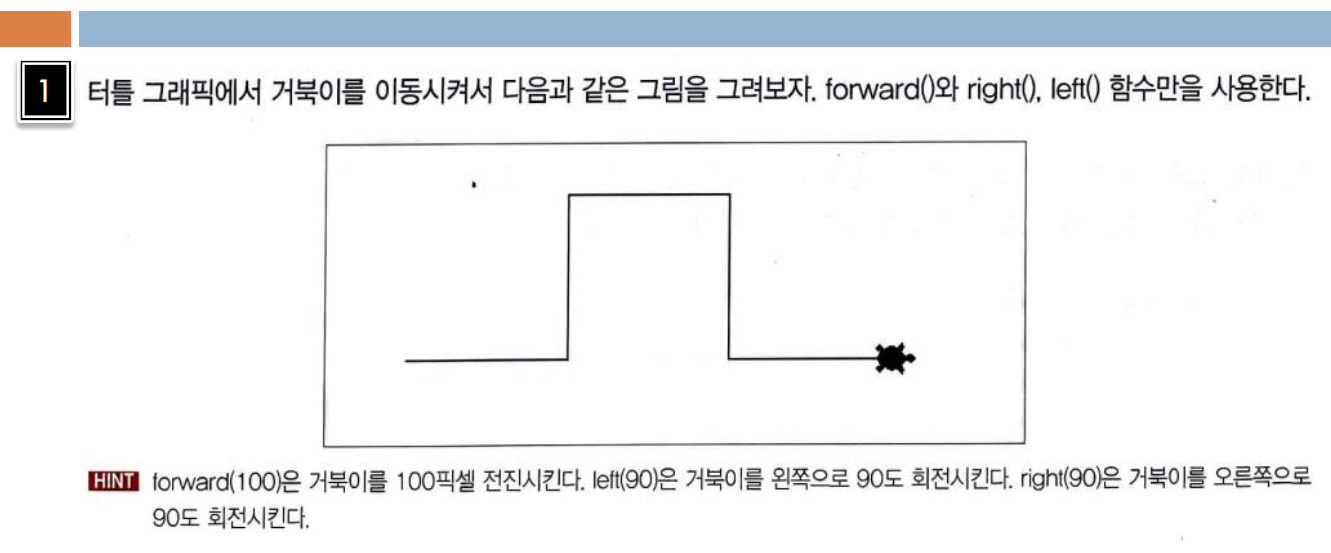 1
터틀 그래픽에서 거북이를 이동시켜서 다음과 같은 그림을 그려보자. forward()와 right(), left() 함수만을 사용한다.
HINT forward(100)은 거북이를 100픽셀 전진시킨다. left(90)은 거북이를 왼쪽으로 90도 회전시킨다. right(90)은 거북이를 오른쪽으로
90도 회전시킨다.